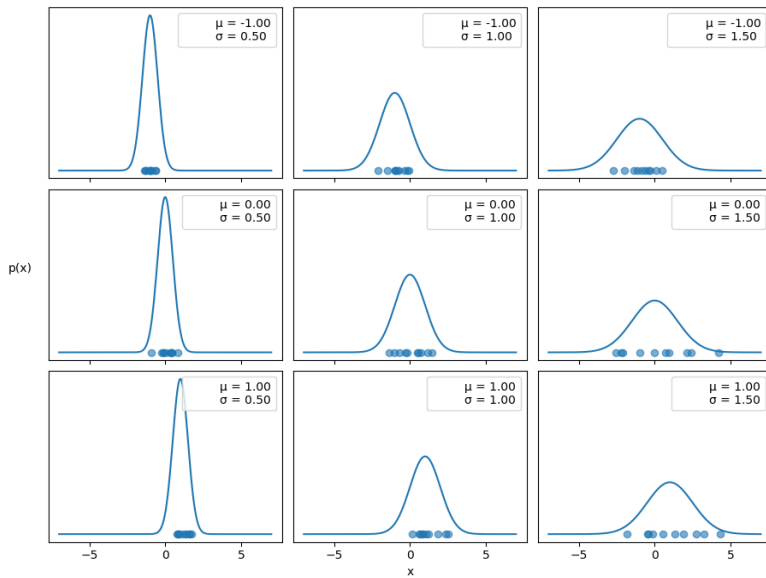 μ = -1.00
σ = 0.50
μ = -1.00
σ = 1.00
μ = -1.00
σ = 1.50
p(x)
μ = 0.00
σ = 0.50
μ = 0.00
σ = 1.00
μ = 0.00
σ = 1.50
μ = 1.00
σ = 0.50
μ = 1.00
σ = 1.00
μ = 1.00
σ = 1.50
−5 0 5
−5 0 5
−5 0 5
x